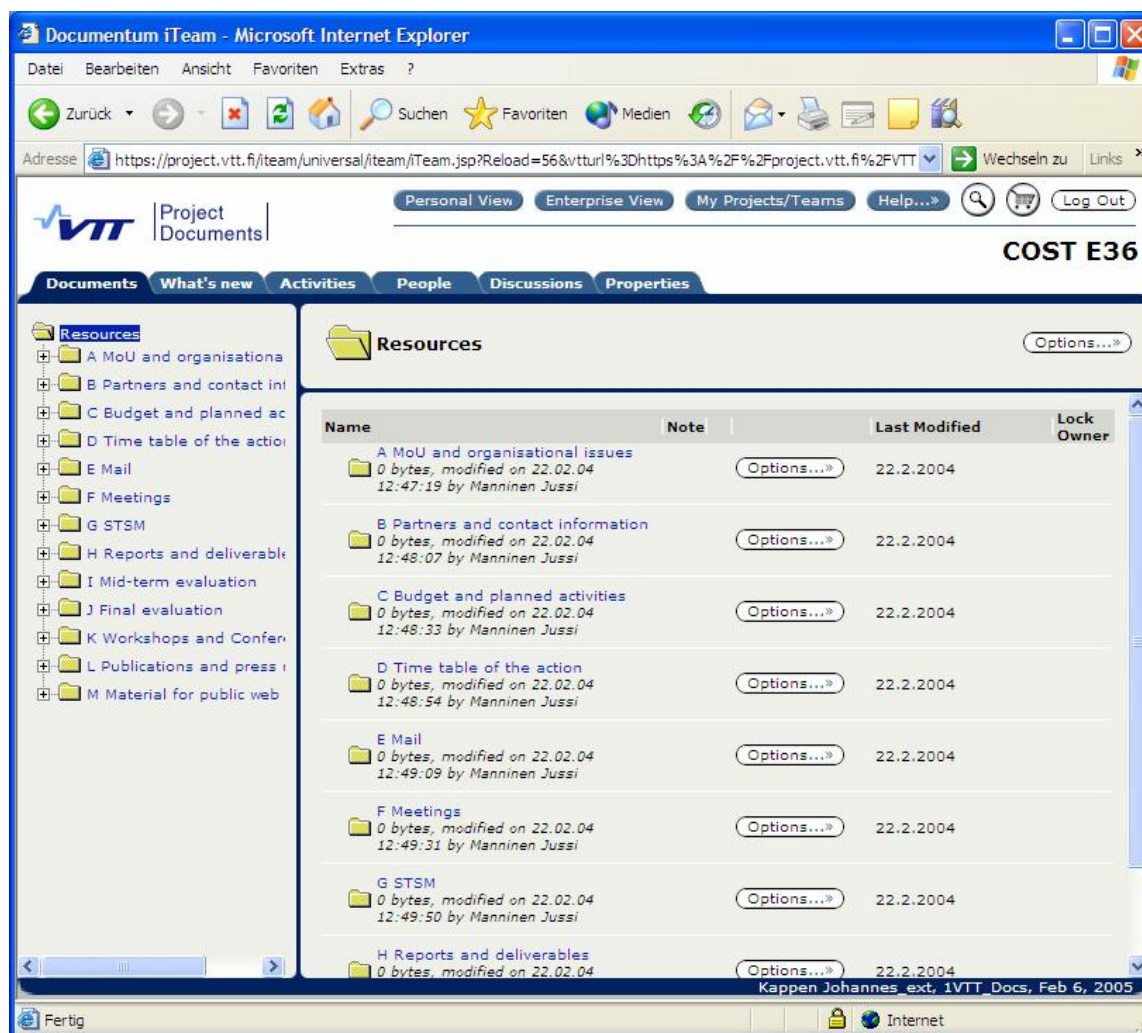 Documentum iTeam - Microsoft Internet Explorer
Datei Bearbeiten Ansicht Favoriten Extras ?
Zurück Suchen Favoriten Medien
Adresse https://project.vtt.fi/iteam/universal/iteam/iTeam.jsp?Reload=56&vtturl%3Dhttps%3A%2F%2Fproject.vtt.fi%2FVTT Wechseln zu Links »
Personal View Enterprise View My Projects/Teams Help...» Log Out
VTT Project
Documents
COST E36
Documents What's new Activities People Discussions Properties
Resources
A MoU and organisationa
B Partners and contact inf
C Budget and planned ac
D Time table of the action
E Mail
F Meetings
G STSM
H Reports and deliverable
I Mid-term evaluation
J Final evaluation
K Workshops and Confere
L Publications and press r
M Material for public web
Resources Options...»
Name Note Last Modified Lock
Owner
A MoU and organisational issues
0 bytes, modified on 22.02.04 Options...» 22.2.2004
12:47:19 by Manninen Jussi
B Partners and contact information
0 bytes, modified on 22.02.04 Options...» 22.2.2004
12:48:07 by Manninen Jussi
C Budget and planned activities
0 bytes, modified on 22.02.04 Options...» 22.2.2004
12:48:33 by Manninen Jussi
D Time table of the action
0 bytes, modified on 22.02.04 Options...» 22.2.2004
12:48:54 by Manninen Jussi
E Mail
0 bytes, modified on 22.02.04 Options...» 22.2.2004
12:49:09 by Manninen Jussi
F Meetings
0 bytes, modified on 22.02.04 Options...» 22.2.2004
12:49:31 by Manninen Jussi
G STSM
0 bytes, modified on 22.02.04 Options...» 22.2.2004
12:49:50 by Manninen Jussi
H Reports and deliverables
0 bytes, modified on 22.02.04 Options...» 22.2.2004
Kappen Johannes_ext, 1VTT_Docs, Feb 6, 2005
Fertig Internet